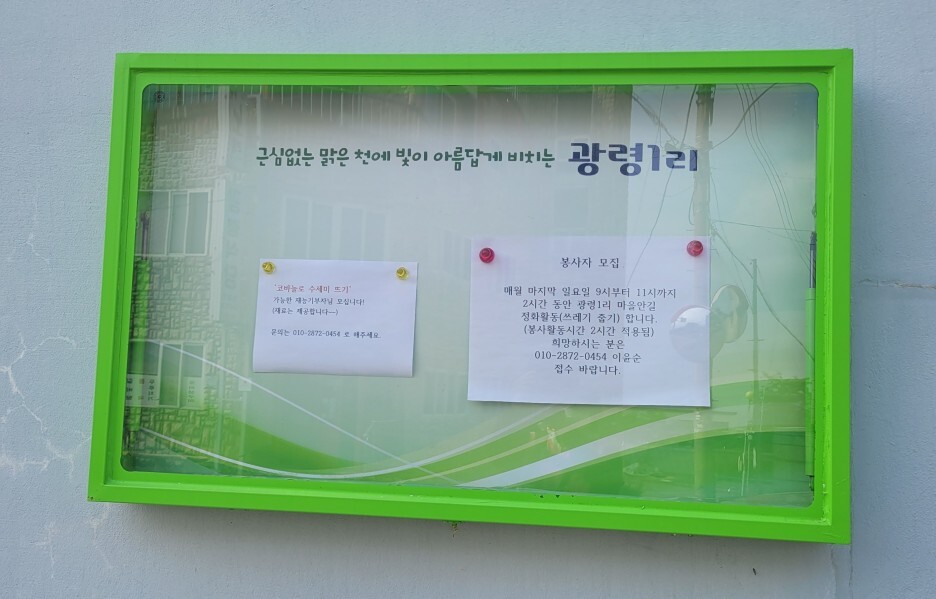 근심없는 맑은 천에 빛이 아름답게 비치는 광령1리
"코바늘로 수세미 뜨기"
가능한 재능기부자님 모십니다!
(재료는 제공합니다~~)
문의는 010-2872-0454 로 해주세요.
봉사자 모집
매월 마지막 일요일 9시부터 11시까지
2시간 동안 광령1리 마을안길
정화활동(쓰레기 줍기) 합니다.
(봉사활동시간 2시간 적용됨)
희망하시는 분은
010-2872-0454 이윤순
접수 바랍니다.